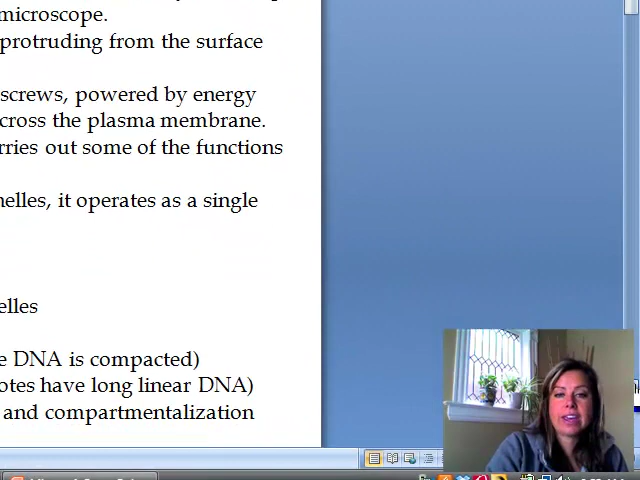 microscope.
protruding from the surface
screws, powered by energy
cross the plasma membrane.
rries out some of the functions
nelles, it operates as a single
elles
e DNA is compacted)
otes have long linear DNA)
and compartmentalization